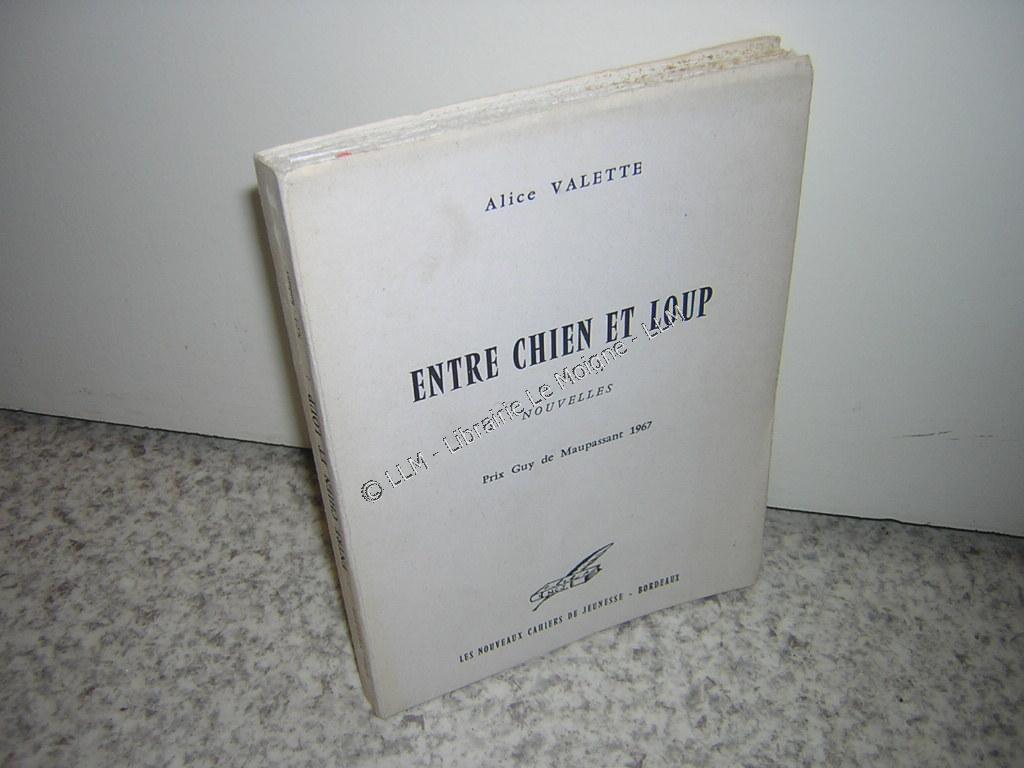 Alice VALETTE
ENTRE CHIEN ET LOUP
NOUVELLES
Prix Guy de Maupassant 1967
LES NOUVEAUX CAHIERS DE JEUNESSE - BORDEAUX
© LLM - Librairie Le Moigne - LLM